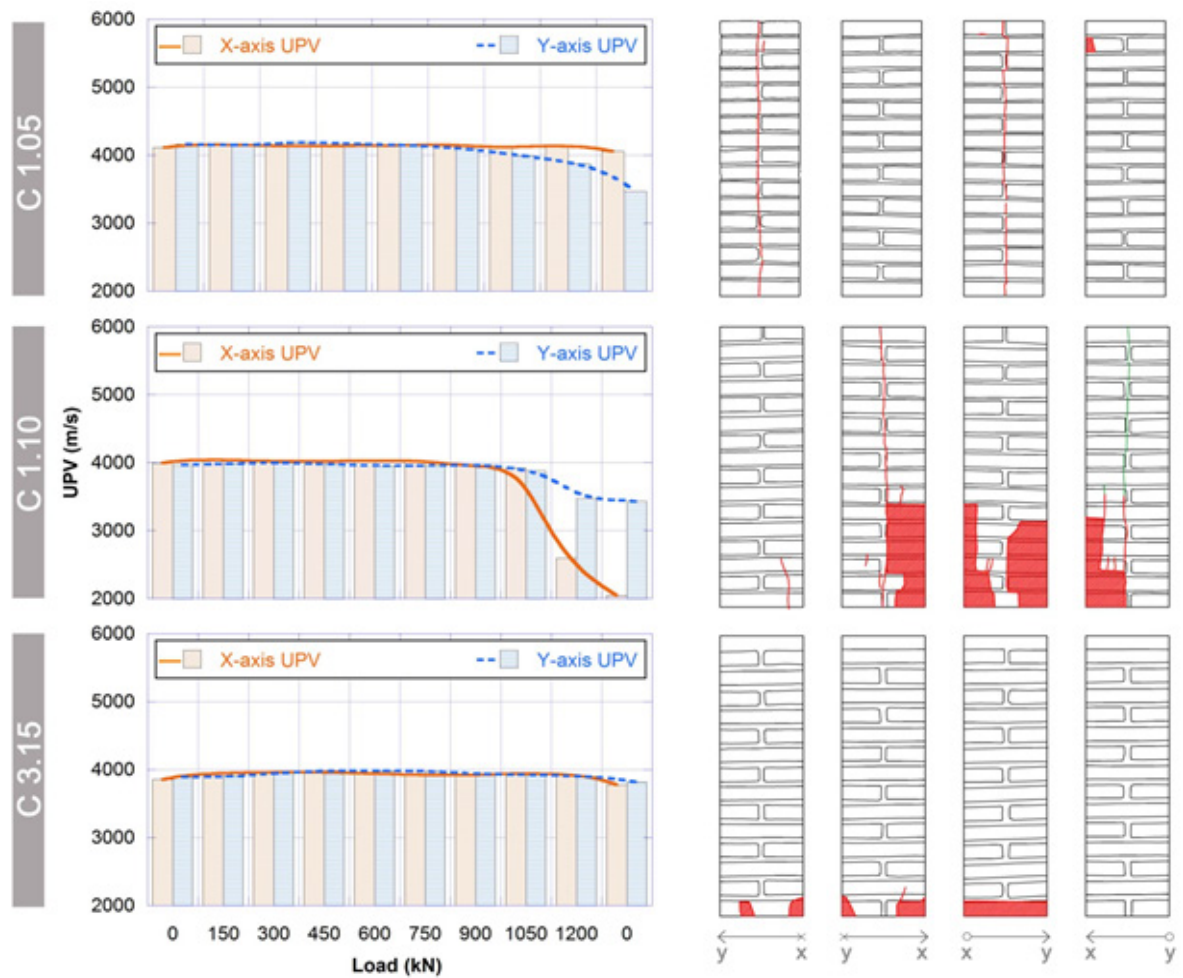 C 1.05
6000
X-axis UPV Y-axis UPV
5000
4000
3000
2000
C 1.10
UPV (m/s)
6000
X-axis UPV Y-axis UPV
5000
4000
3000
2000
C 3.15
6000
X-axis UPV Y-axis UPV
5000
4000
3000
2000
0 150 300 450 600 750 900 1050 1200 0
Load (kN)
y x y x x y x y